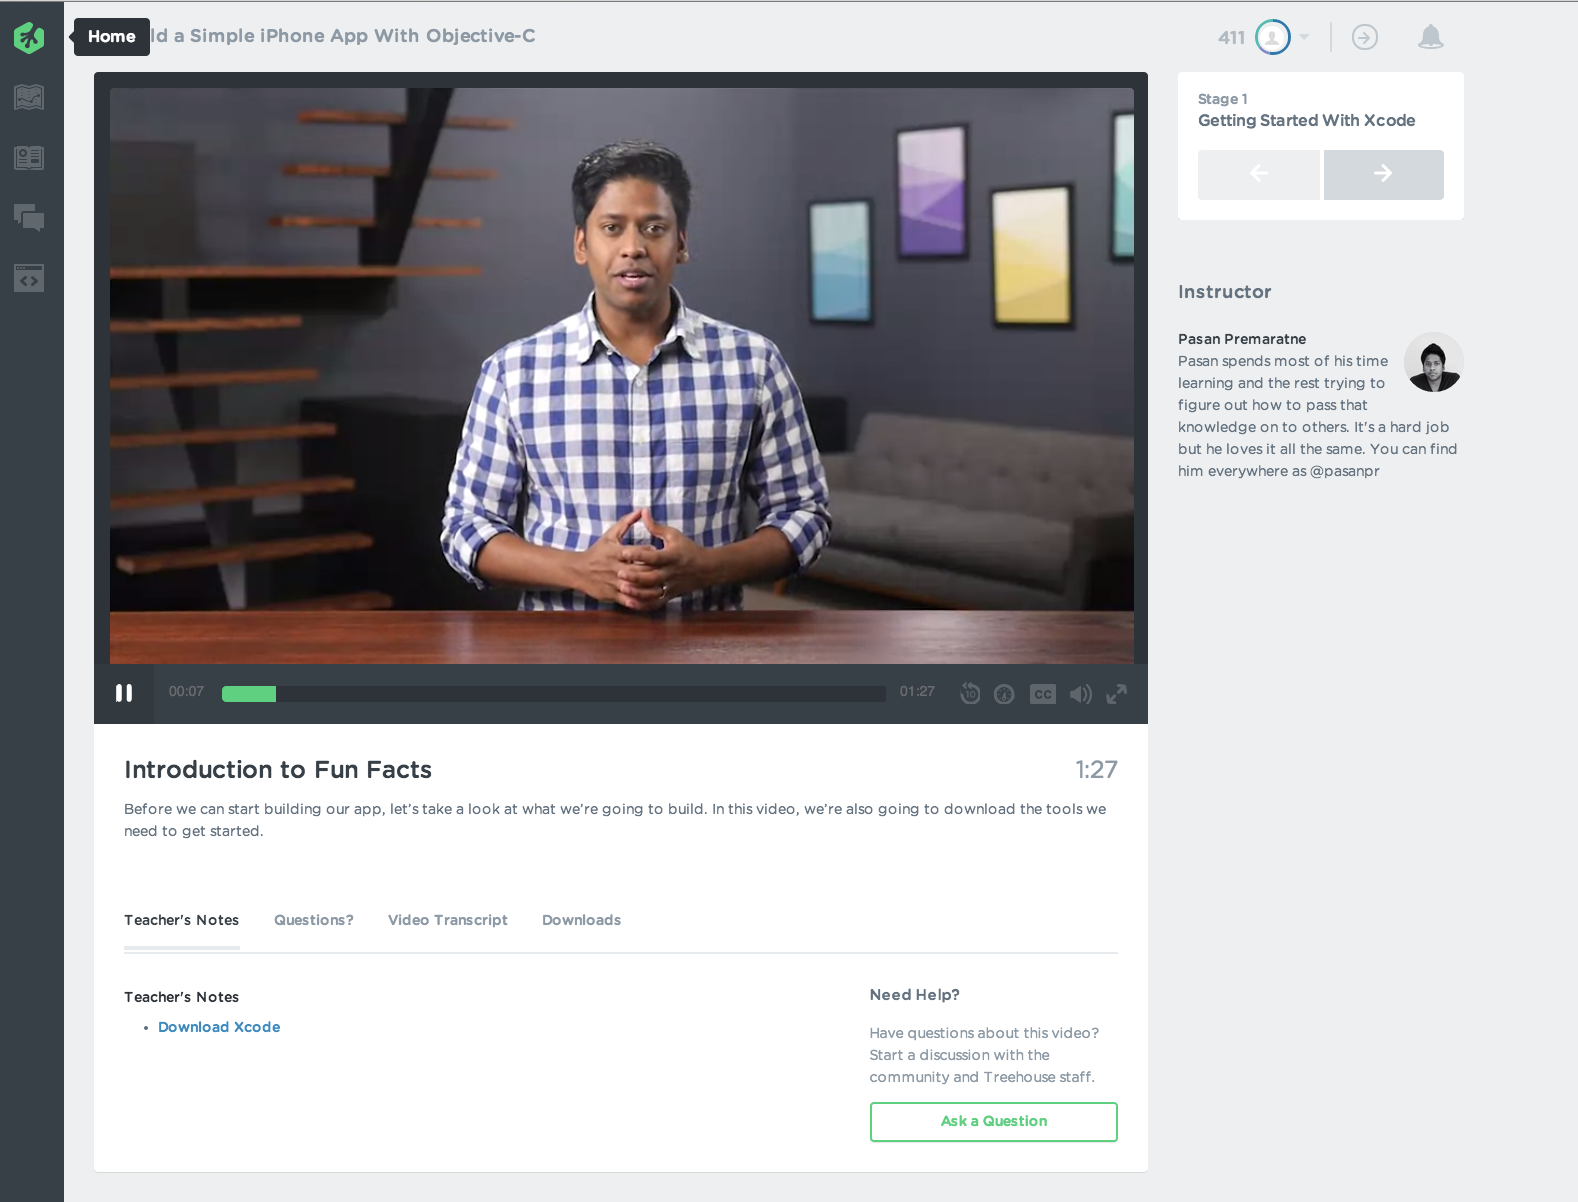 Home
ld a Simple iPhone App With Objective-C
411
Stage 1
Getting Started With Xcode
Instructor
Pasan Premaratne
Pasan spends most of his time
learning and the rest trying to
figure out how to pass that
knowledge on to others. It's a hard job
but he loves it all the same. You can find
him everywhere as @pasanpr
00:07
01:27
10
CC
Introduction to Fun Facts
1:27
Before we can start building our app, let's take a look at what we're going to build. In this video, we're also going to download the tools we
need to get started.
Teacher's Notes
Questions?
Video Transcript
Downloads
Teacher's Notes
• Download Xcode
Need Help?
Have questions about this video?
Start a discussion with the
community and Treehouse staff.
Ask a Question